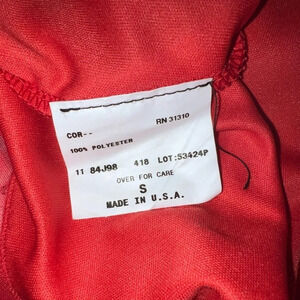 COR--
RN 31310
100% POLYESTER
11 84J98 418 LOT:53424P
OVER FOR CARE
S
MADE IN U.S.A.